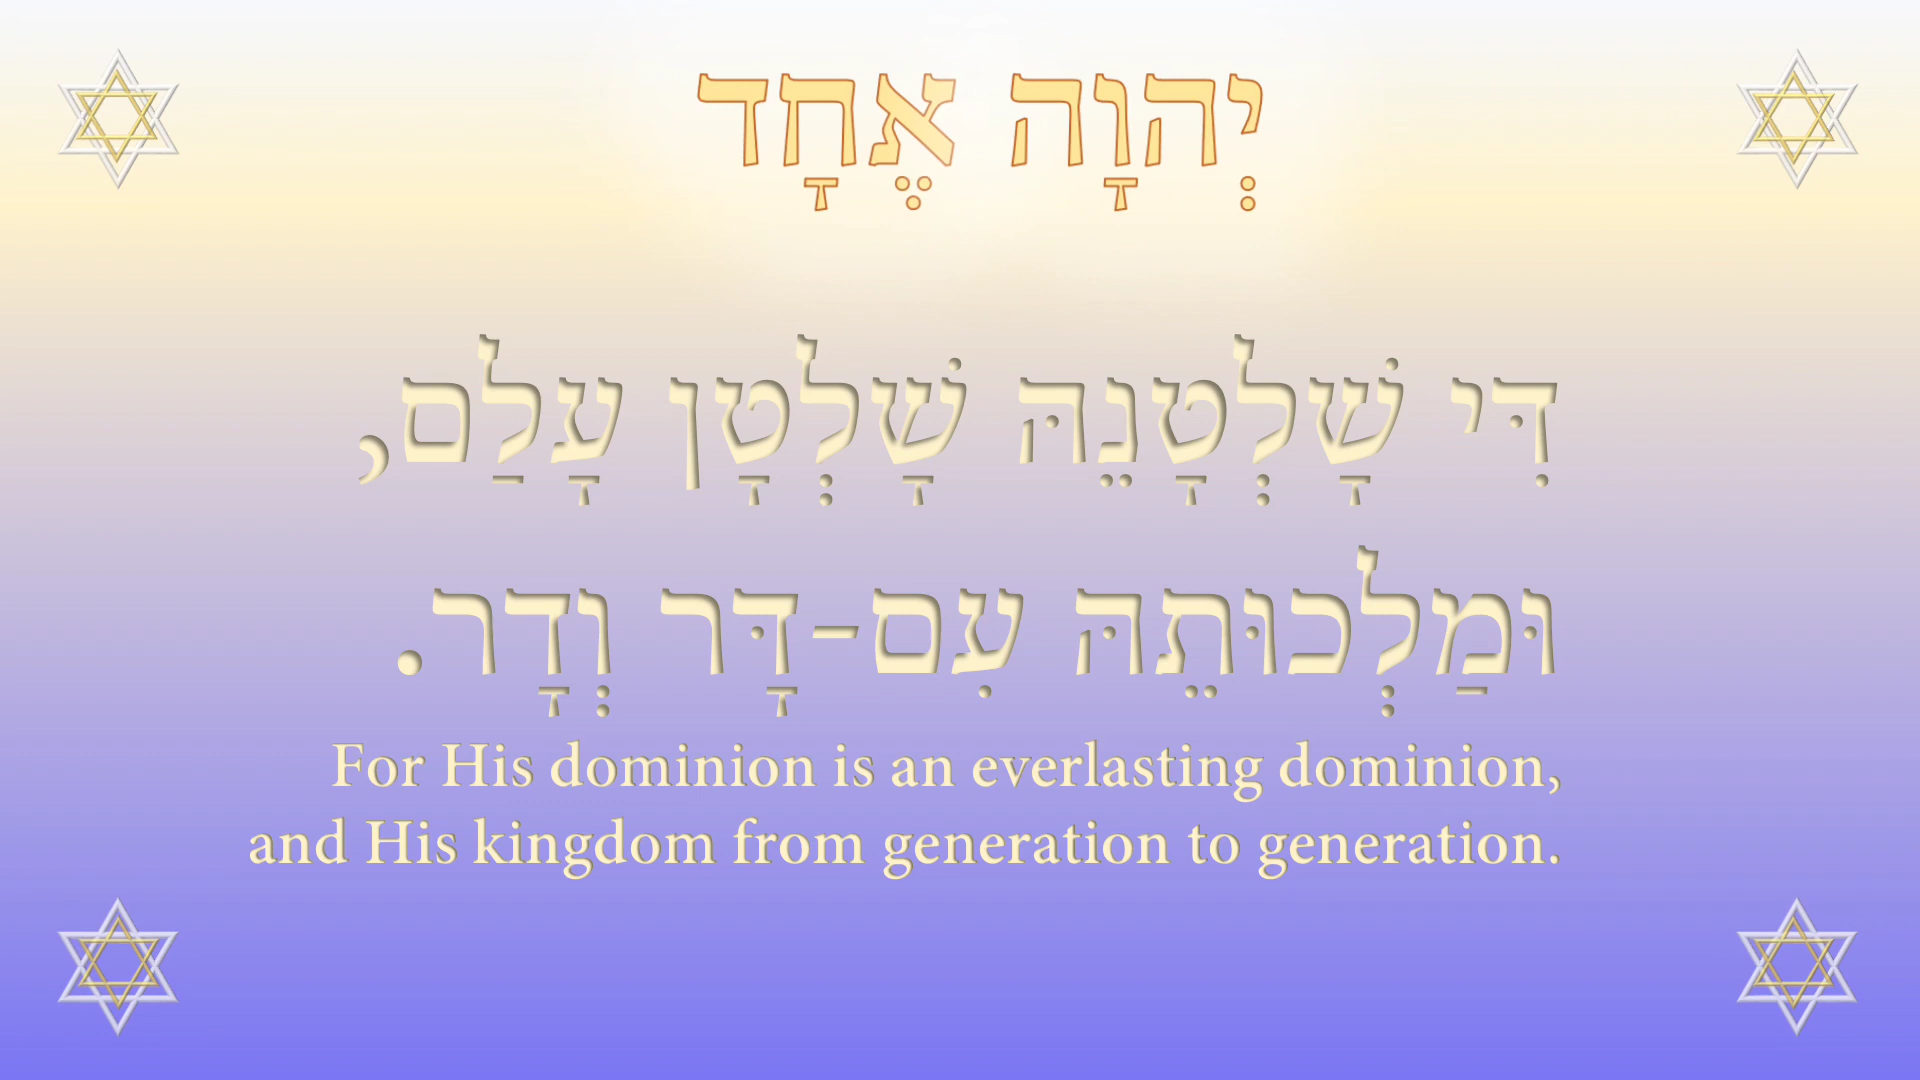 יְהוָה אֶחָד
דִּי שָׁלְטָנֵהּ שָׁלְטָן עָלַם,
וּמַלְכוּתֵהּ עִם-דָּר וְדָר.
For His dominion is an everlasting dominion,
and His kingdom from generation to generation.